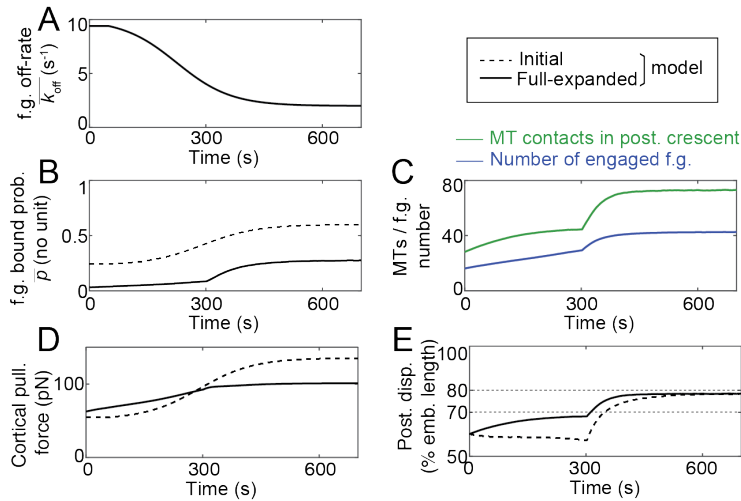 A
10
5
0
f.g. off-rate
k̅off (s⁻¹)
0
300
600
Time (s)
Initial
Full-expanded
model
MT contacts in post. crescent
Number of engaged f.g.
B
1
0.5
0
f.g. bound prob.
p̅ (no unit)
0
300
600
Time (s)
C
80
40
0
MTs / f.g.
number
0
300
600
Time (s)
D
100
0
Cortical pull.
force (pN)
0
300
600
Time (s)
E
100
80
70
50
Post. disp.
(% emb. length)
0
300
600
Time (s)